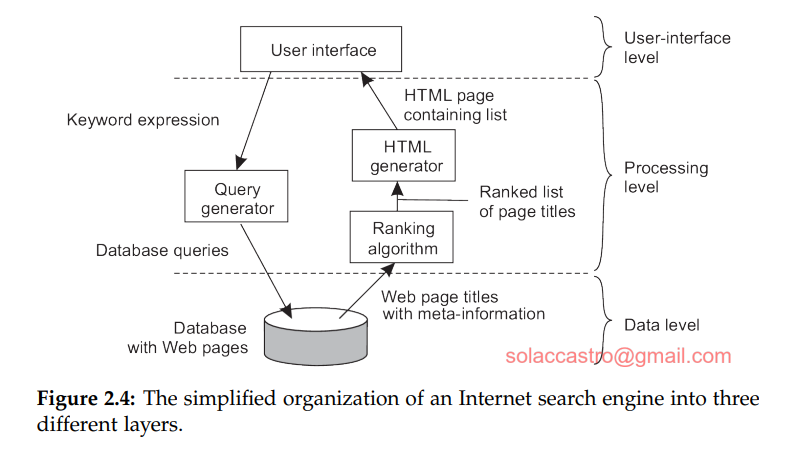 User interface
User-interface
level
Keyword expression
HTML page
containing list
HTML
generator
Processing
level
Query
generator
Ranked list
of page titles
Ranking
algorithm
Database queries
Web page titles
with meta-information
Database
with Web pages
Data level
solaccastro@gmail.com
Figure 2.4: The simplified organization of an Internet search engine into three
different layers.